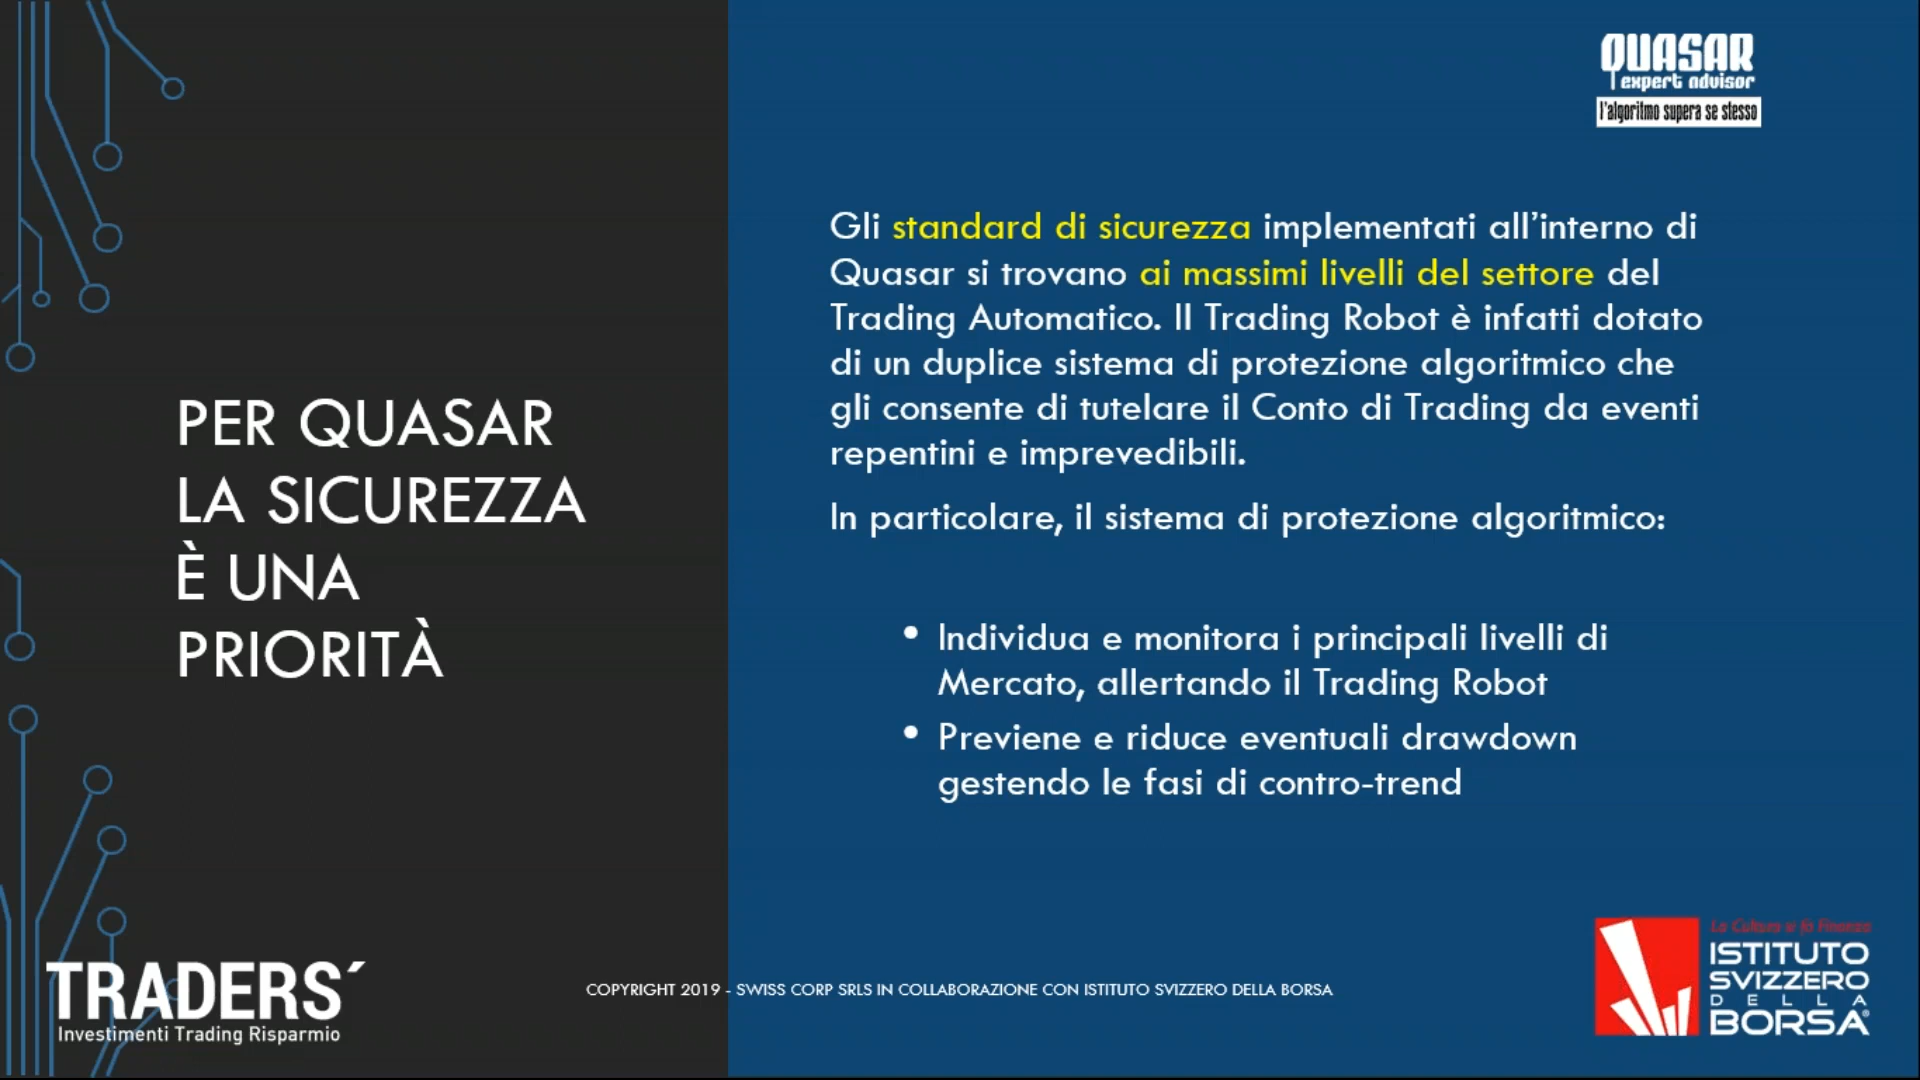 QUASAR
expert advisor
l'algoritmo supera se stesso
PER QUASAR
LA SICUREZZA
È UNA
PRIORITÀ
Gli standard di sicurezza implementati all'interno di
Quasar si trovano ai massimi livelli del settore del
Trading Automatico. Il Trading Robot è infatti dotato
di un duplice sistema di protezione algoritmico che
gli consente di tutelare il Conto di Trading da eventi
repentini e imprevedibili.
In particolare, il sistema di protezione algoritmico:
• Individua e monitora i principali livelli di
Mercato, allertando il Trading Robot
• Previene e riduce eventuali drawdown
gestendo le fasi di contro-trend
TRADERS´
Investimenti Trading Risparmio
COPYRIGHT 2019 - SWISS CORP SRLS IN COLLABORAZIONE CON ISTITUTO SVIZZERO DELLA BORSA
La Cultura si fa Finanza
ISTITUTO
SVIZZERO
DELLA
BORSA®